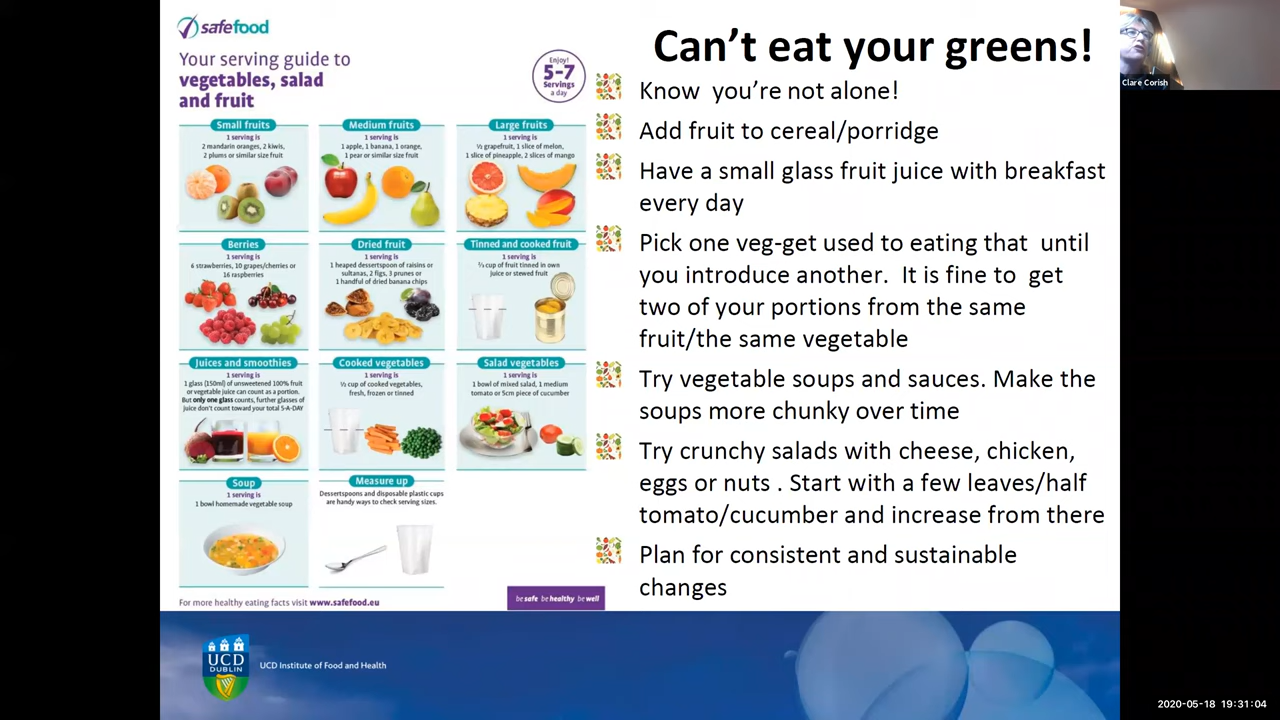 safefood
Your serving guide to
vegetables, salad
and fruit
Enjoy!
5-7
Servings
a day
Small fruits
1 serving is
2 mandarin oranges, 2 kiwis,
2 plums or similar size fruit
Medium fruits
1 serving is
1 apple, 1 banana, 1 orange,
1 pear or similar size fruit
Large fruits
1 serving is
½ grapefruit, 1 slice of melon,
1 slice of pineapple, 2 slices of mango
Berries
1 serving is
6 strawberries, 10 grapes/cherries or
16 raspberries
Dried fruit
1 serving is
1 heaped dessertspoon of raisins or
sultanas, 2 figs, 3 prunes or
1 handful of dried banana chips
Tinned and cooked fruit
1 serving is
cup of fruit tinned in own
juice or stewed fruit
Juices and smoothies
1 serving is
1 glass (150ml) of unsweetened 100% fruit
or vegetable juice can count as a portion.
But only one glass counts, further glasses of
juice don't count toward your total 5-A-DAY
Cooked vegetables
1 serving is
½ cup of cooked vegetables,
fresh, frozen or tinned
Salad vegetables
1 serving is
1 bowl of mixed salad, 1 medium
tomato or 5cm piece of cucumber
Soup
1 serving is
1 bowl homemade vegetable soup
Measure up
Dessertspoons and disposable plastic cups
are handy ways to check serving sizes.
For more healthy eating facts visit www.safefood.eu
be safe be healthy be well
Can't eat your greens!
Know you're not alone!
Add fruit to cereal/porridge
Have a small glass fruit juice with breakfast
every day
Pick one veg-get used to eating that until
you introduce another. It is fine to get
two of your portions from the same
fruit/the same vegetable
Try vegetable soups and sauces. Make the
soups more chunky over time
Try crunchy salads with cheese, chicken,
eggs or nuts . Start with a few leaves/half
tomato/cucumber and increase from there
Plan for consistent and sustainable
changes
UCD
DUBLIN
UCD Institute of Food and Health
Clare Corish
2020-05-18 19:31:04